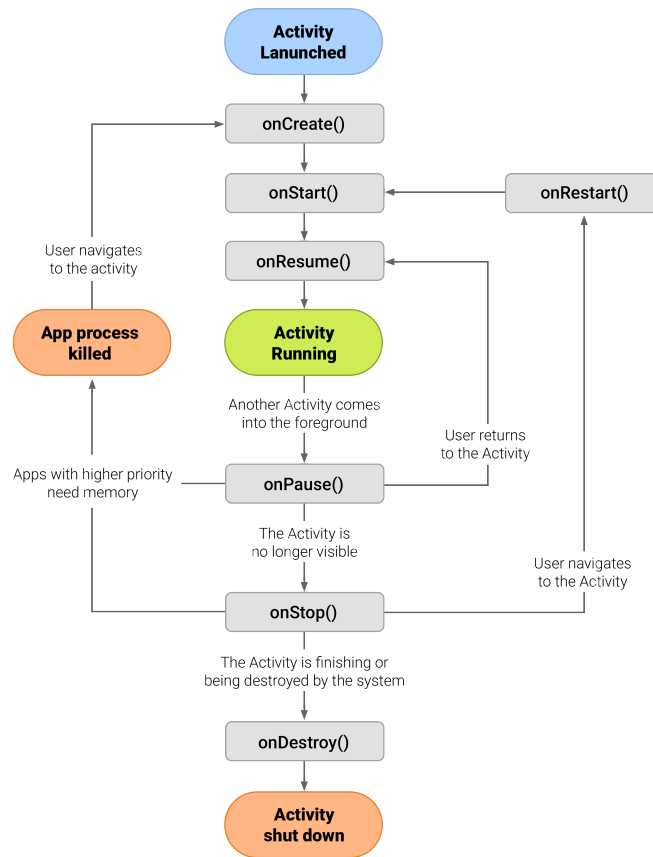 Activity
Lanunched
onCreate()
onStart()
onRestart()
User navigates
to the activity
onResume()
App process
killed
Activity
Running
Another Activity comes
into the foreground
User returns
to the Activity
Apps with higher priority
need memory
onPause()
The Activity is
no longer visible
User navigates
to the Activity
onStop()
The Activity is finishing or
being destroyed by the system
onDestroy()
Activity
shut down